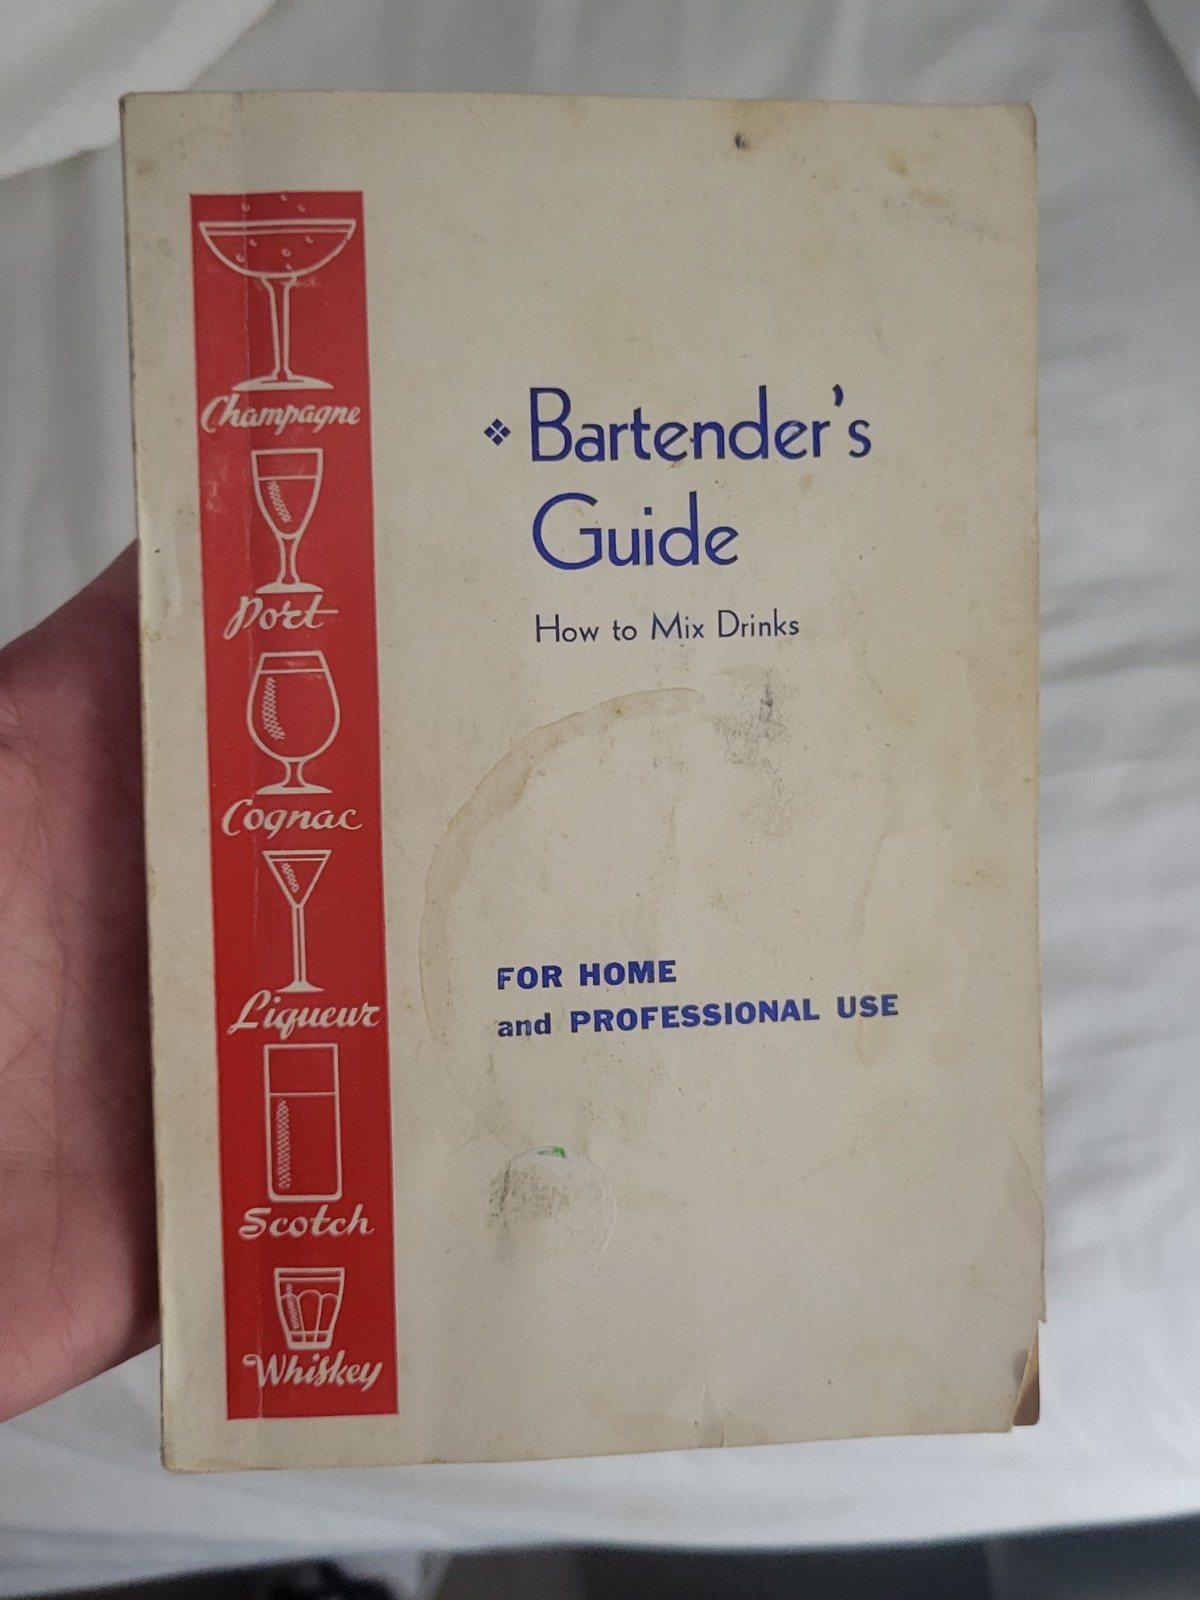 Champagne
Port
Cognac
Liqueur
Scotch
Whiskey
Bartender's
Guide
How to Mix Drinks
FOR HOME
and PROFESSIONAL USE